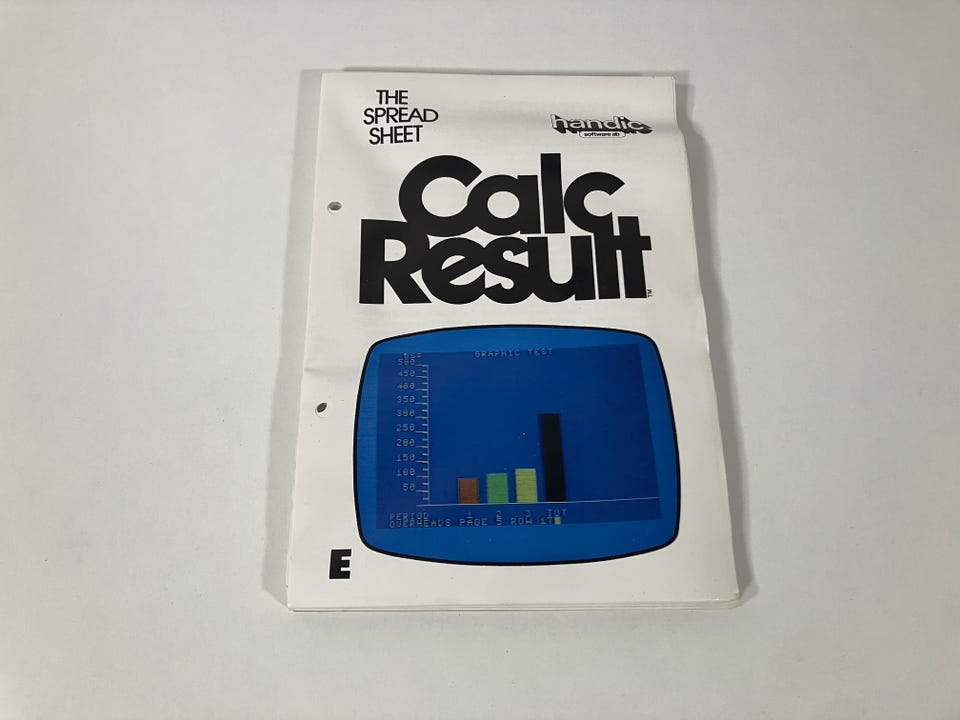 THE
SPREAD
SHEET
handic
software ab
Calc
Result
TM
GRAPHIC TEST
500
450
400
350
300
250
200
150
100
50
1 2 3 TOT
PERIOD
OVERHEADS PAGE 5 ROW 17
E